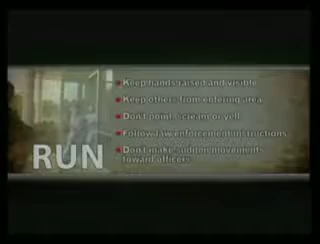 Keep hands raised and visible
Keep others from entering area
Don't point, scream or yell
Follow law enforcement instructions
Don't make sudden movements
toward officers
RUN